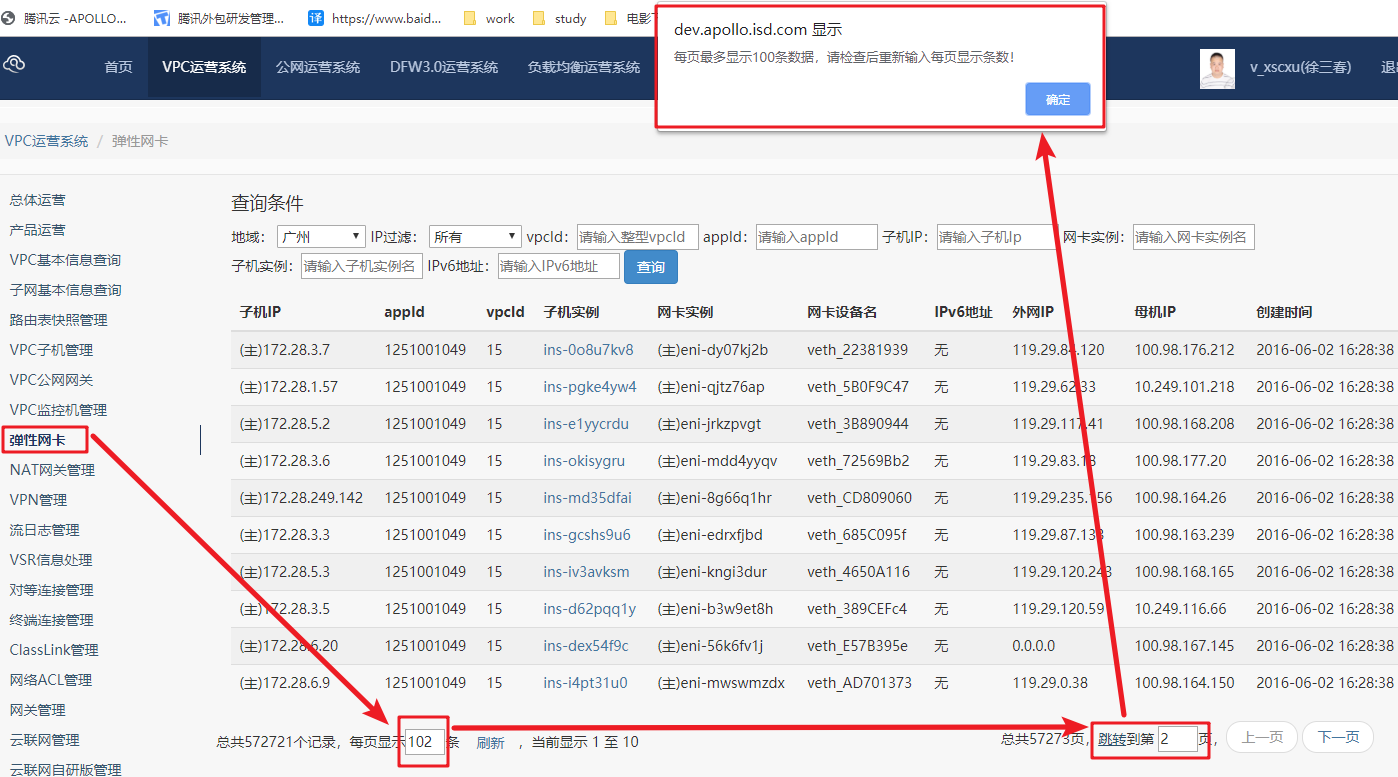 腾讯云 -APOLLO... 腾讯外包研发管理... 译 https://www.baid... work study 电影
dev.apollo.isd.com 显示
每页最多显示100条数据，请检查后重新输入每页显示条数！
确定
首页 VPC运营系统 公网运营系统 DFW3.0运营系统 负载均衡运营系统 v_xscxu(徐三春)
VPC运营系统 / 弹性网卡
总体运营
产品运营
VPC基本信息查询
子网基本信息查询
路由表快照管理
VPC子机管理
VPC公网网关
VPC监控机管理
弹性网卡
NAT网关管理
VPN管理
流日志管理
VSR信息处理
对等连接管理
终端连接管理
ClassLink管理
网络ACL管理
网关管理
云联网管理
云联网自研版管理
查询条件
地域： 广州 IP过滤： 所有 vpcId： 请输入整型vpcId appId： 请输入appId 子机IP： 请输入子机Ip 网卡实例： 请输入网卡实例名
子机实例： 请输入子机实例名 IPv6地址： 请输入IPv6地址 查询
子机IP appId vpcId 子机实例 网卡实例 网卡设备名 IPv6地址 外网IP 母机IP 创建时间
(主)172.28.3.7 1251001049 15 ins-0o8u7kv8 (主)eni-dy07kj2b veth_22381939 无 119.29.84.120 100.98.176.212 2016-06-02 16:28:38
(主)172.28.1.57 1251001049 15 ins-pgke4yw4 (主)eni-qjtz76ap veth_5B0F9C47 无 119.29.62.33 10.249.101.218 2016-06-02 16:28:38
(主)172.28.5.2 1251001049 15 ins-e1yycrdu (主)eni-jrkzpvgt veth_3B890944 无 119.29.117.41 100.98.168.208 2016-06-02 16:28:38
(主)172.28.3.6 1251001049 15 ins-okisygru (主)eni-mdd4yyqv veth_72569Bb2 无 119.29.83.18 100.98.177.20 2016-06-02 16:28:38
(主)172.28.249.142 1251001049 15 ins-md35dfai (主)eni-8g66q1hr veth_CD809060 无 119.29.235.156 100.98.164.26 2016-06-02 16:28:38
(主)172.28.3.3 1251001049 15 ins-gcshs9u6 (主)eni-edrxfjbd veth_685C095f 无 119.29.87.133 100.98.163.239 2016-06-02 16:28:38
(主)172.28.5.3 1251001049 15 ins-iv3avksm (主)eni-kngi3dur veth_4650A116 无 119.29.120.243 100.98.168.165 2016-06-02 16:28:38
(主)172.28.3.5 1251001049 15 ins-d62pqq1y (主)eni-b3w9et8h veth_389CEFc4 无 119.29.120.59 10.249.116.66 2016-06-02 16:28:38
(主)172.28.6.20 1251001049 15 ins-dex54f9c (主)eni-56k6fv1j veth_E57B395e 无 0.0.0.0 100.98.167.145 2016-06-02 16:28:38
(主)172.28.6.9 1251001049 15 ins-i4pt31u0 (主)eni-mwswmzdx veth_AD701373 无 119.29.0.38 100.98.164.150 2016-06-02 16:28:38
总共572721个记录，每页显示 102 条 刷新 ，当前显示 1 至 10 总共57273页，跳转到第 2 页， 上一页 下一页